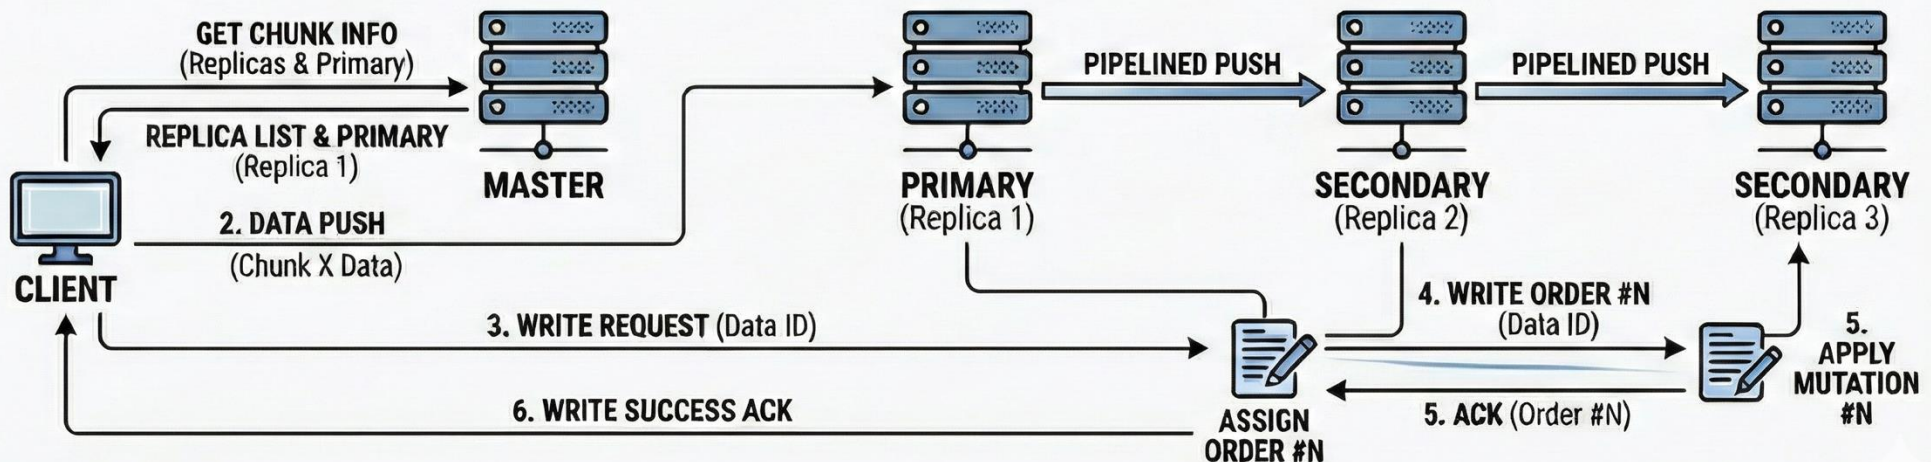 GET CHUNK INFO
(Replicas & Primary)
REPLICA LIST & PRIMARY
(Replica 1)
MASTER
PIPELINED PUSH
PIPELINED PUSH
PRIMARY
(Replica 1)
SECONDARY
(Replica 2)
SECONDARY
(Replica 3)
2. DATA PUSH
(Chunk X Data)
CLIENT
3. WRITE REQUEST (Data ID)
4. WRITE ORDER #N
(Data ID)
5.
APPLY
MUTATION
#N
5. ACK (Order #N)
ASSIGN
ORDER #N
6. WRITE SUCCESS ACK